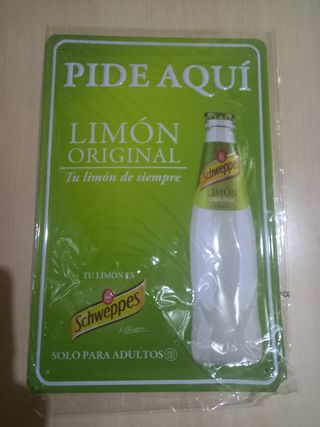 PIDE AQUÍ
LIMÓN
ORIGINAL
Tu limón de siempre
Schweppes
LIMÓN
ORIGINAL
TU LIMÓN ES
Schweppes
SOLO PARA ADULTOS